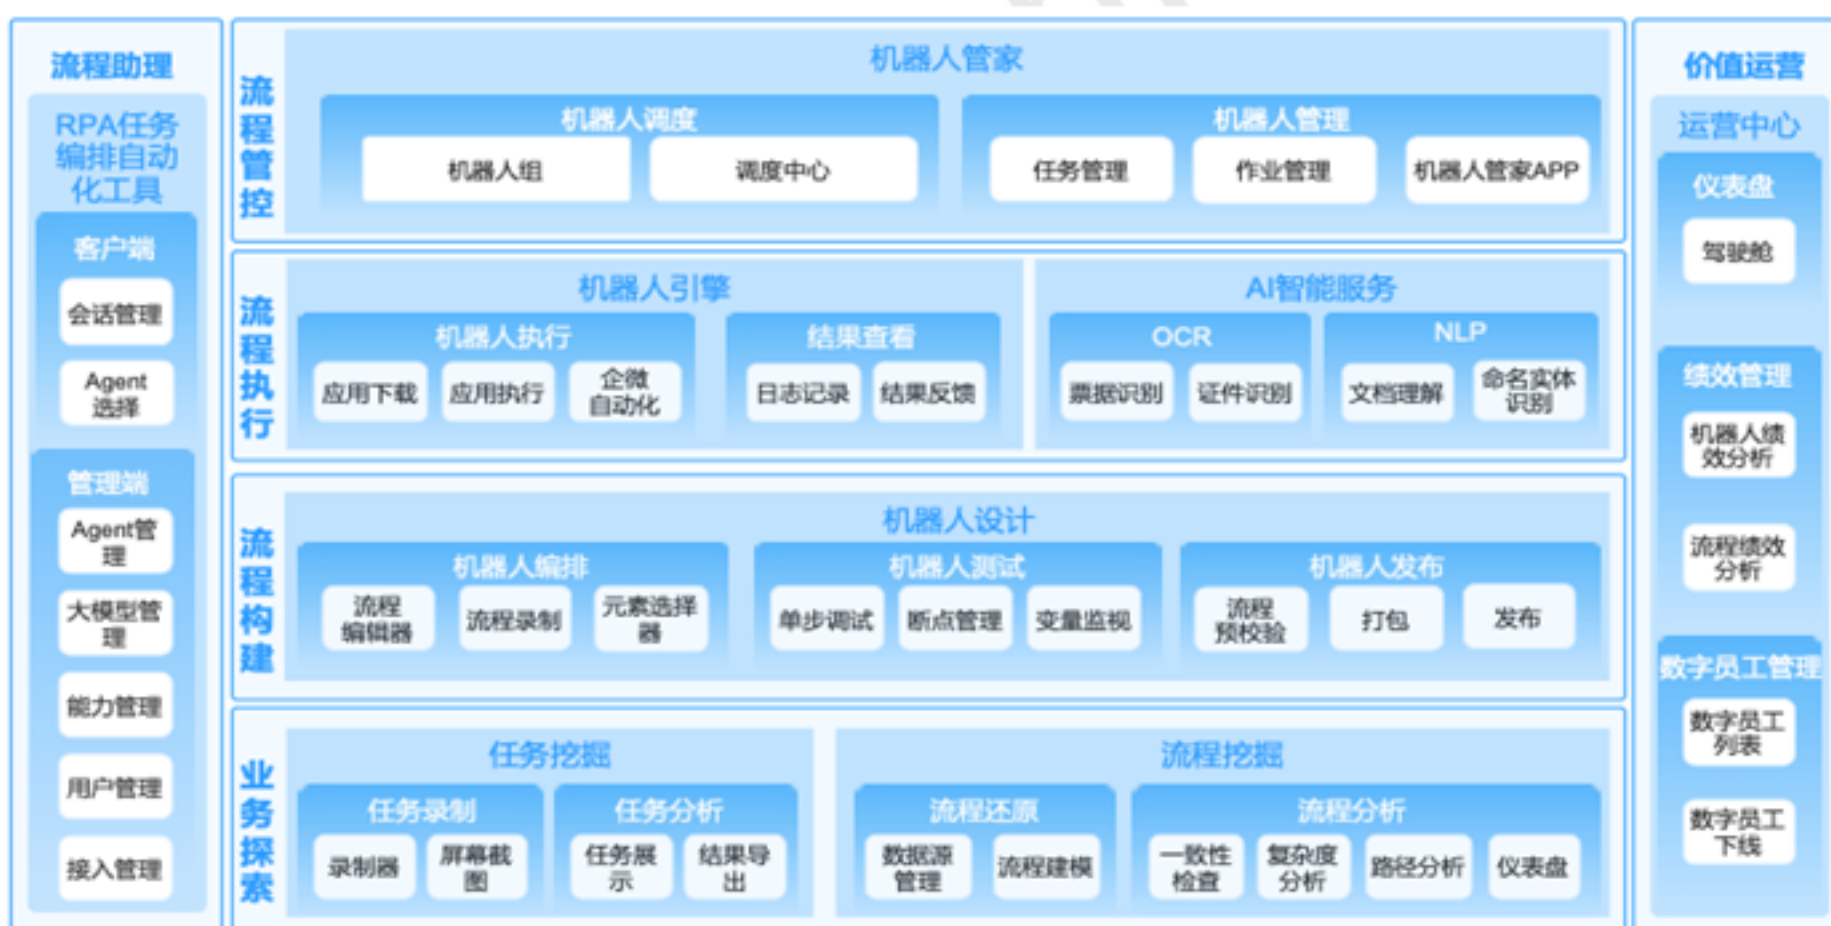 流程助理
RPA任务
编排自动
化工具
客户端
会话管理
Agent
选择
管理端
Agent管
理
大模型管
理
能力管理
用户管理
接入管理
流程管控
机器人管家
机器人调度
机器人组
调度中心
机器人管理
任务管理
作业管理
机器人管家APP
流程执行
机器人引擎
机器人执行
应用下载
应用执行
企微
自动化
结果查看
日志记录
结果反馈
AI智能服务
OCR
票据识别
证件识别
NLP
文档理解
命名实体
识别
流程构建
机器人设计
机器人编排
流程
编辑器
流程录制
元素选择
器
机器人测试
单步调试
断点管理
变量监视
机器人发布
流程
预校验
打包
发布
业务探索
任务挖掘
任务录制
录制器
屏幕截
图
任务分析
任务展
示
结果导
出
流程挖掘
流程还原
数据源
管理
流程建模
流程分析
一致性
检查
复杂度
分析
路径分析
仪表盘
价值运营
运营中心
仪表盘
驾驶舱
绩效管理
机器人绩
效分析
流程绩效
分析
数字员工管理
数字员工
列表
数字员工
下线